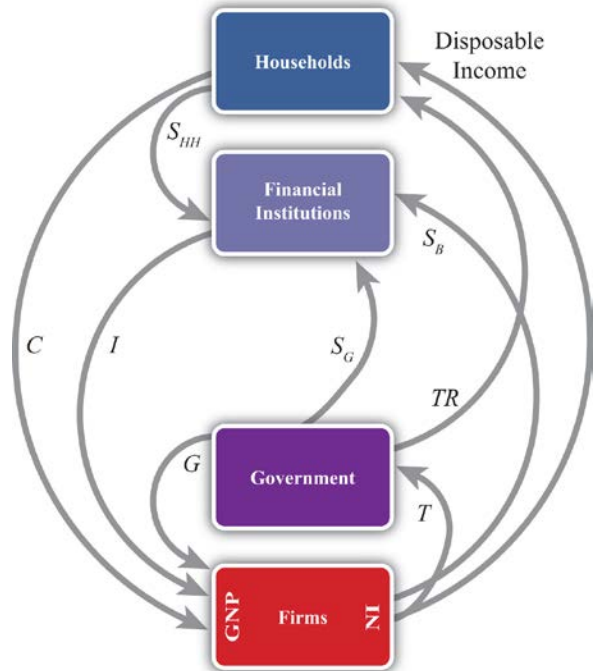 Households
Disposable
Income
S_HH
Financial
Institutions
S_B
C
I
S_G
TR
G
Government
T
GNP
Firms
NI